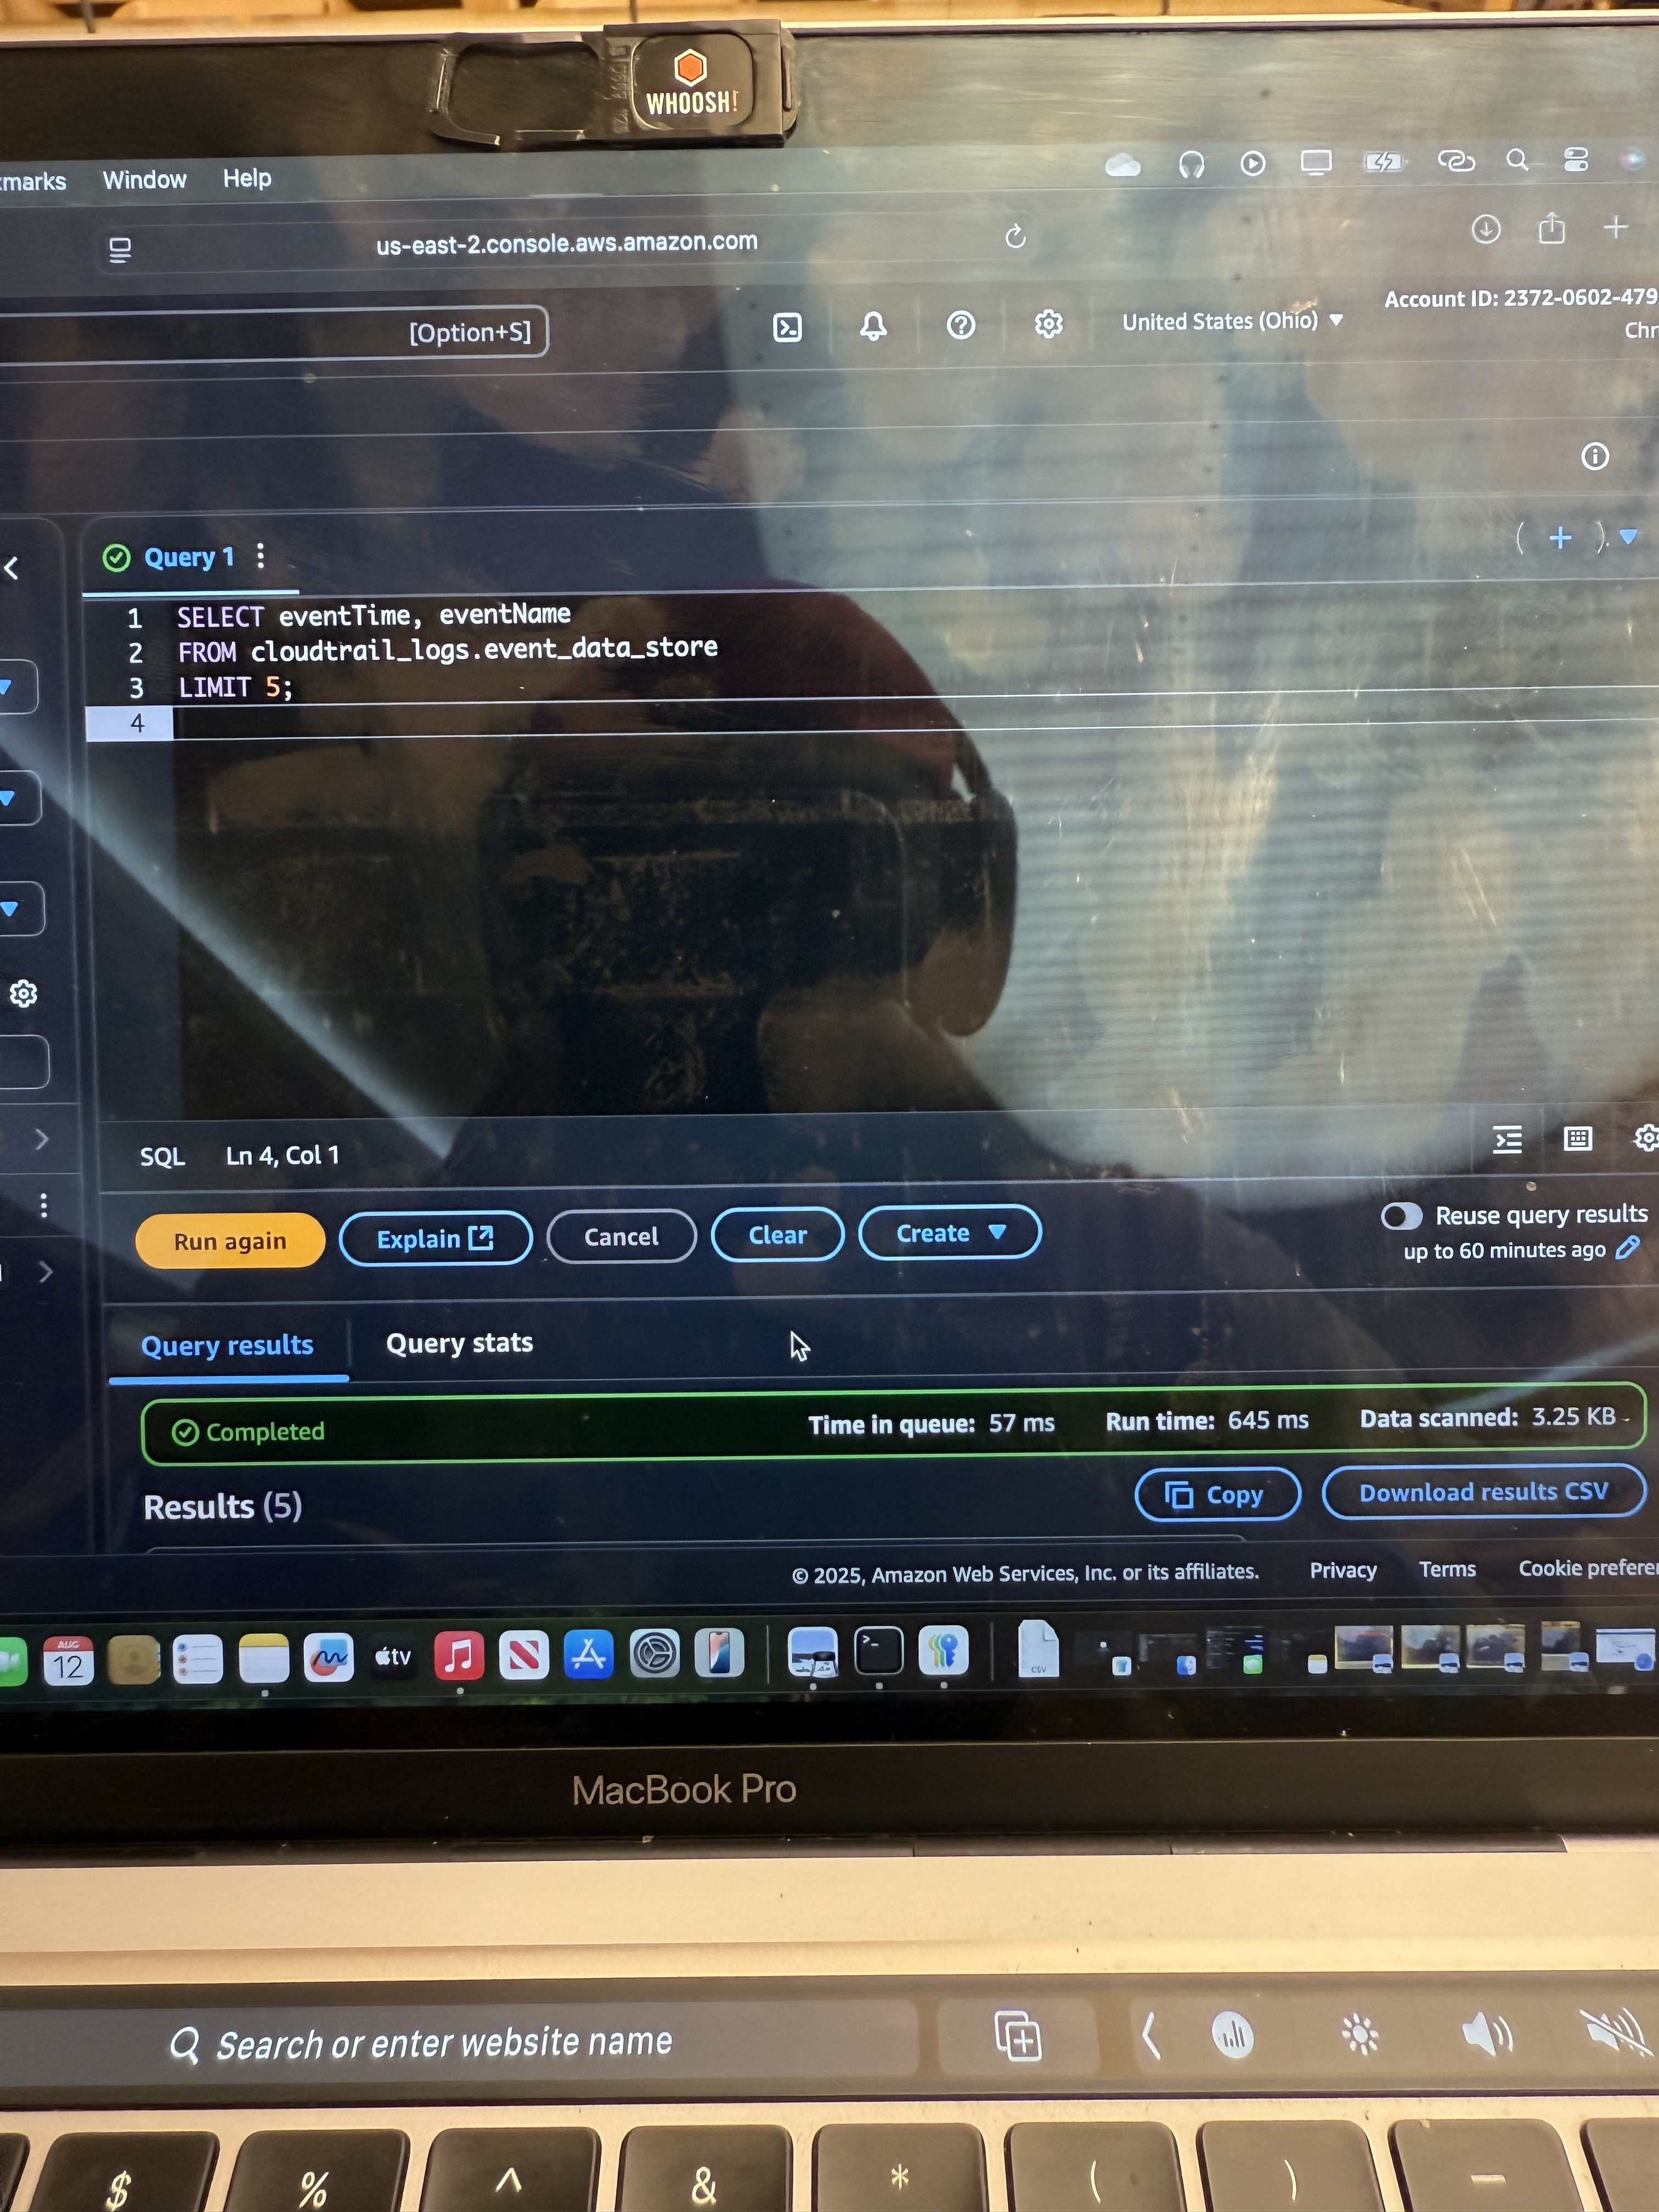 WHOOSH!
Window Help
us-east-2.console.aws.amazon.com
[Option+S]
United States (Ohio)
Account ID: 2372-0602-479
Chr
Query 1
1 SELECT eventTime, eventName
2 FROM cloudtrail_logs.event_data_store
3 LIMIT 5;
4
SQL Ln 4, Col 1
Run again Explain Cancel Clear Create
Reuse query results
up to 60 minutes ago
Query results Query stats
Completed Time in queue: 57 ms Run time: 645 ms Data scanned: 3.25 KB
Results (5) Copy Download results CSV
© 2025, Amazon Web Services, Inc. or its affiliates. Privacy Terms Cookie prefere
AUG
12
tv
CSV
MacBook Pro
Search or enter website name
$ % ^ & * ( ) –